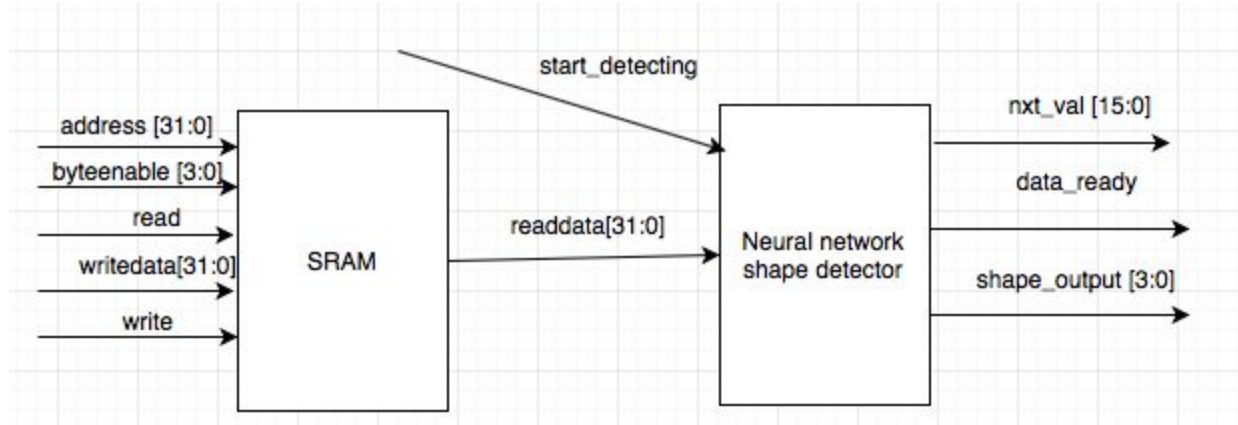 start_detecting
address [31:0]
byteenable [3:0]
read
writedata[31:0]
write
SRAM
readdata[31:0]
Neural network
shape detector
nxt_val [15:0]
data_ready
shape_output [3:0]